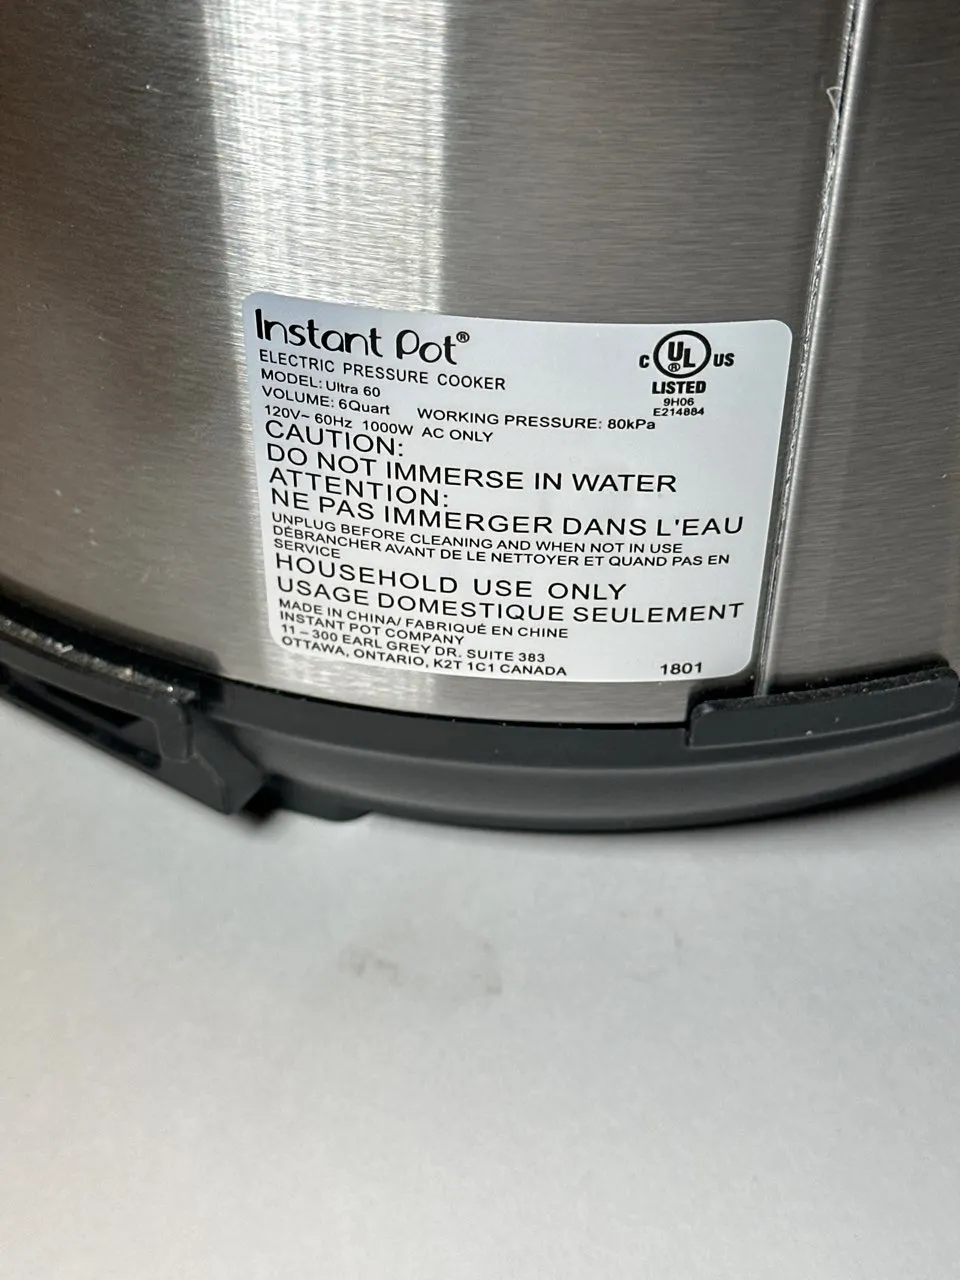 Instant Pot®
ELECTRIC PRESSURE COOKER
MODEL: Ultra 60
VOLUME: 6Quart WORKING PRESSURE: 80kPa
120V~ 60Hz 1000W AC ONLY
C UL ® US
LISTED
9H06
E214884
CAUTION:
DO NOT IMMERSE IN WATER
ATTENTION:
NE PAS IMMERGER DANS L'EAU
UNPLUG BEFORE CLEANING AND WHEN NOT IN USE
DÉBRANCHER AVANT DE LE NETTOYER ET QUAND PAS EN
SERVICE
HOUSEHOLD USE ONLY
USAGE DOMESTIQUE SEULEMENT
MADE IN CHINA/ FABRIQUÉ EN CHINE
INSTANT POT COMPANY
11 – 300 EARL GREY DR. SUITE 383
OTTAWA, ONTARIO, K2T 1C1 CANADA
1801